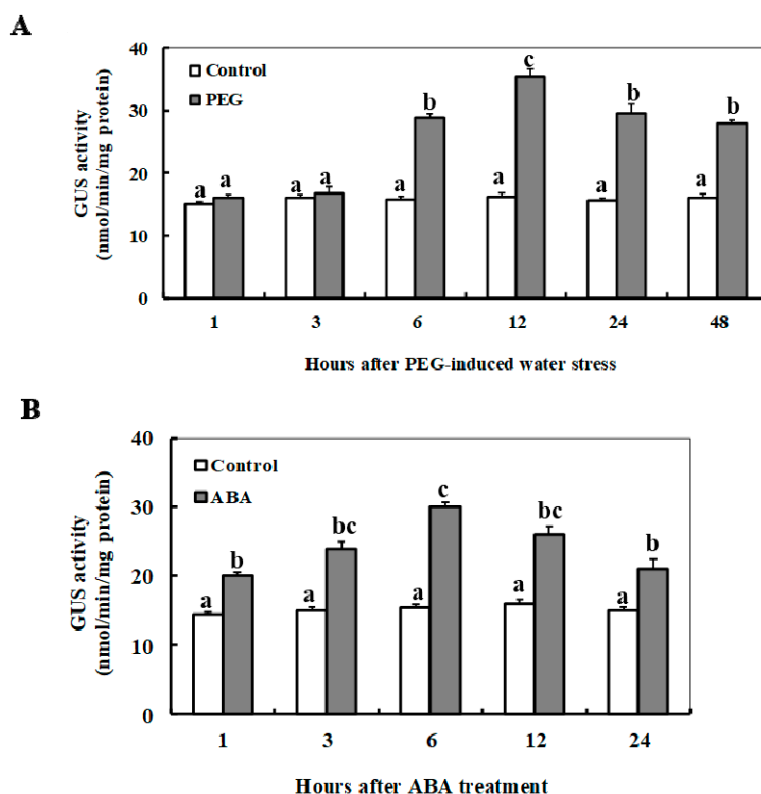 A
GUS activity
(nmol/min/mg protein)
40
30
20
10
0
Control
PEG
a a a a a b a c a b a b
1 3 6 12 24 48
Hours after PEG-induced water stress
B
GUS activity
(nmol/min/mg protein)
40
30
20
10
0
Control
ABA
a b a bc a c a bc a b
1 3 6 12 24
Hours after ABA treatment